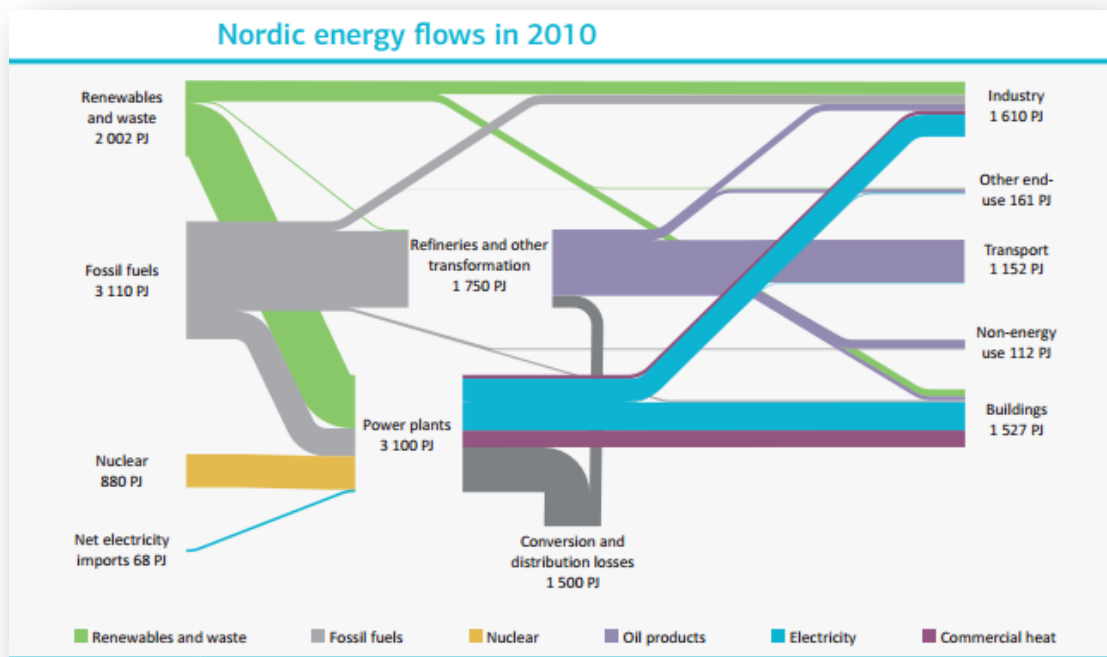 Nordic energy flows in 2010
Renewables
and waste
2 002 PJ
Fossil fuels
3 110 PJ
Nuclear
880 PJ
Net electricity
imports 68 PJ
Refineries and other
transformation
1 750 PJ
Power plants
3 100 PJ
Conversion and
distribution losses
1 500 PJ
Industry
1 610 PJ
Other end-
use 161 PJ
Transport
1 152 PJ
Non-energy
use 112 PJ
Buildings
1 527 PJ
Renewables and waste
Fossil fuels
Nuclear
Oil products
Electricity
Commercial heat